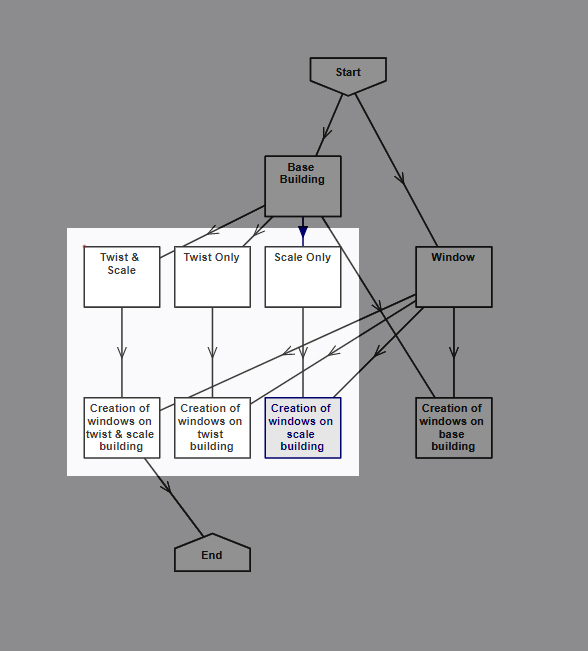 Start
Base
Building
Twist &
Scale
Twist Only
Scale Only
Window
Creation of
windows on
twist & scale
building
Creation of
windows on
twist
building
Creation of
windows on
scale
building
Creation of
windows on
base
building
End